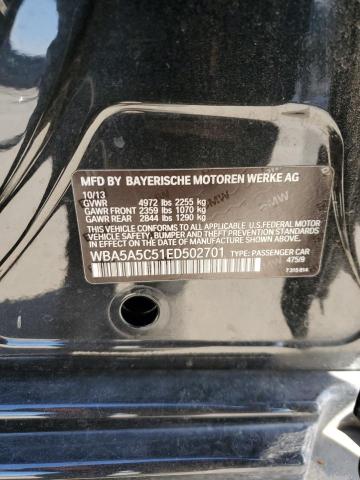 MFD BY BAYERISCHE MOTOREN WERKE AG
10/13
GVWR 4972 lbs 2255 kg
GAWR FRONT 2359 lbs 1070 kg
GAWR REAR 2844 lbs 1290 kg
THIS VEHICLE CONFORMS TO ALL APPLICABLE U.S. FEDERAL MOTOR
VEHICLE SAFETY, BUMPER, AND THEFT PREVENTION STANDARDS
IN EFFECT ON THE DATE OF MANUFACTURE SHOWN ABOVE.
WBA5A5C51ED502701 TYPE: PASSENGER CAR
475/9